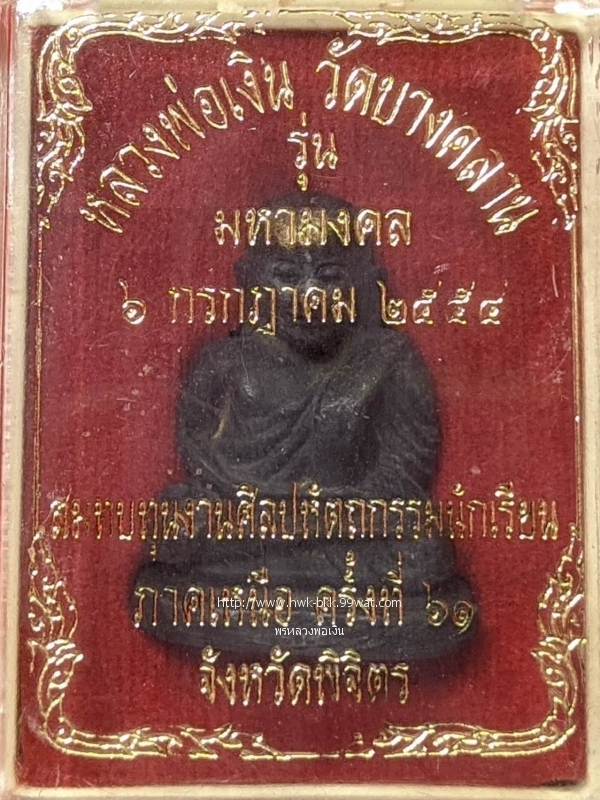 หลวงพ่อเงิน วัดบางคลาน
รุ่น
มหามงคล
๖ กรกฎาคม ๒๕๕๔
สมทบทุนงานศิลปหัตถกรรมนักเรียน
ภาคเหนือ ครั้งที่ ๖๑
http://www.hwk-bkk.99wat.com
พรหลวงพ่อเงิน
จังหวัดพิจิตร